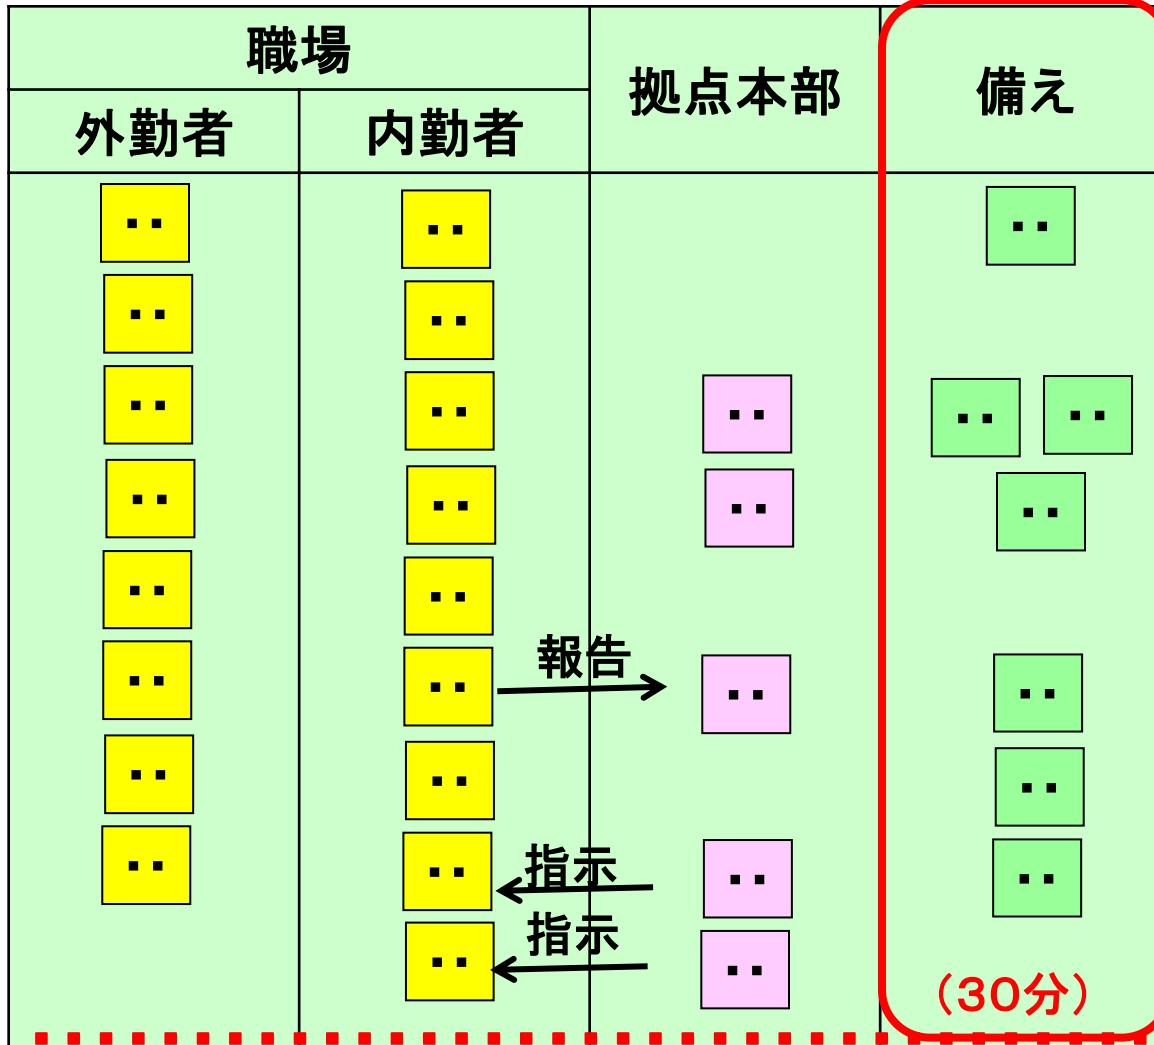 職場
拠点本部
備え
外勤者
内勤者
報告
指示
指示
（30分）